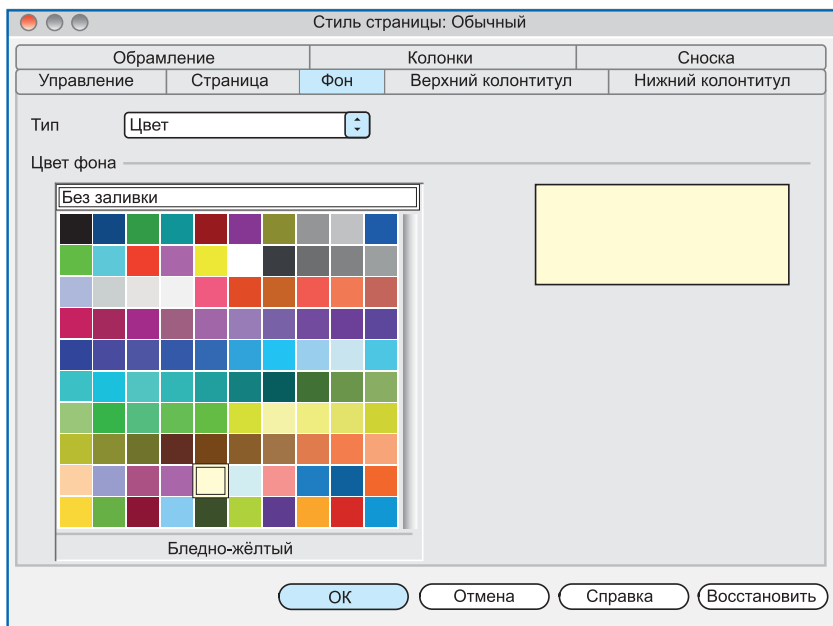 Стиль страницы: Обычный
Обрамление Колонки Сноска
Управление Страница Фон Верхний колонтитул Нижний колонтитул
Тип Цвет
Цвет фона
Без заливки
Бледно-жёлтый
ОК Отмена Справка Восстановить